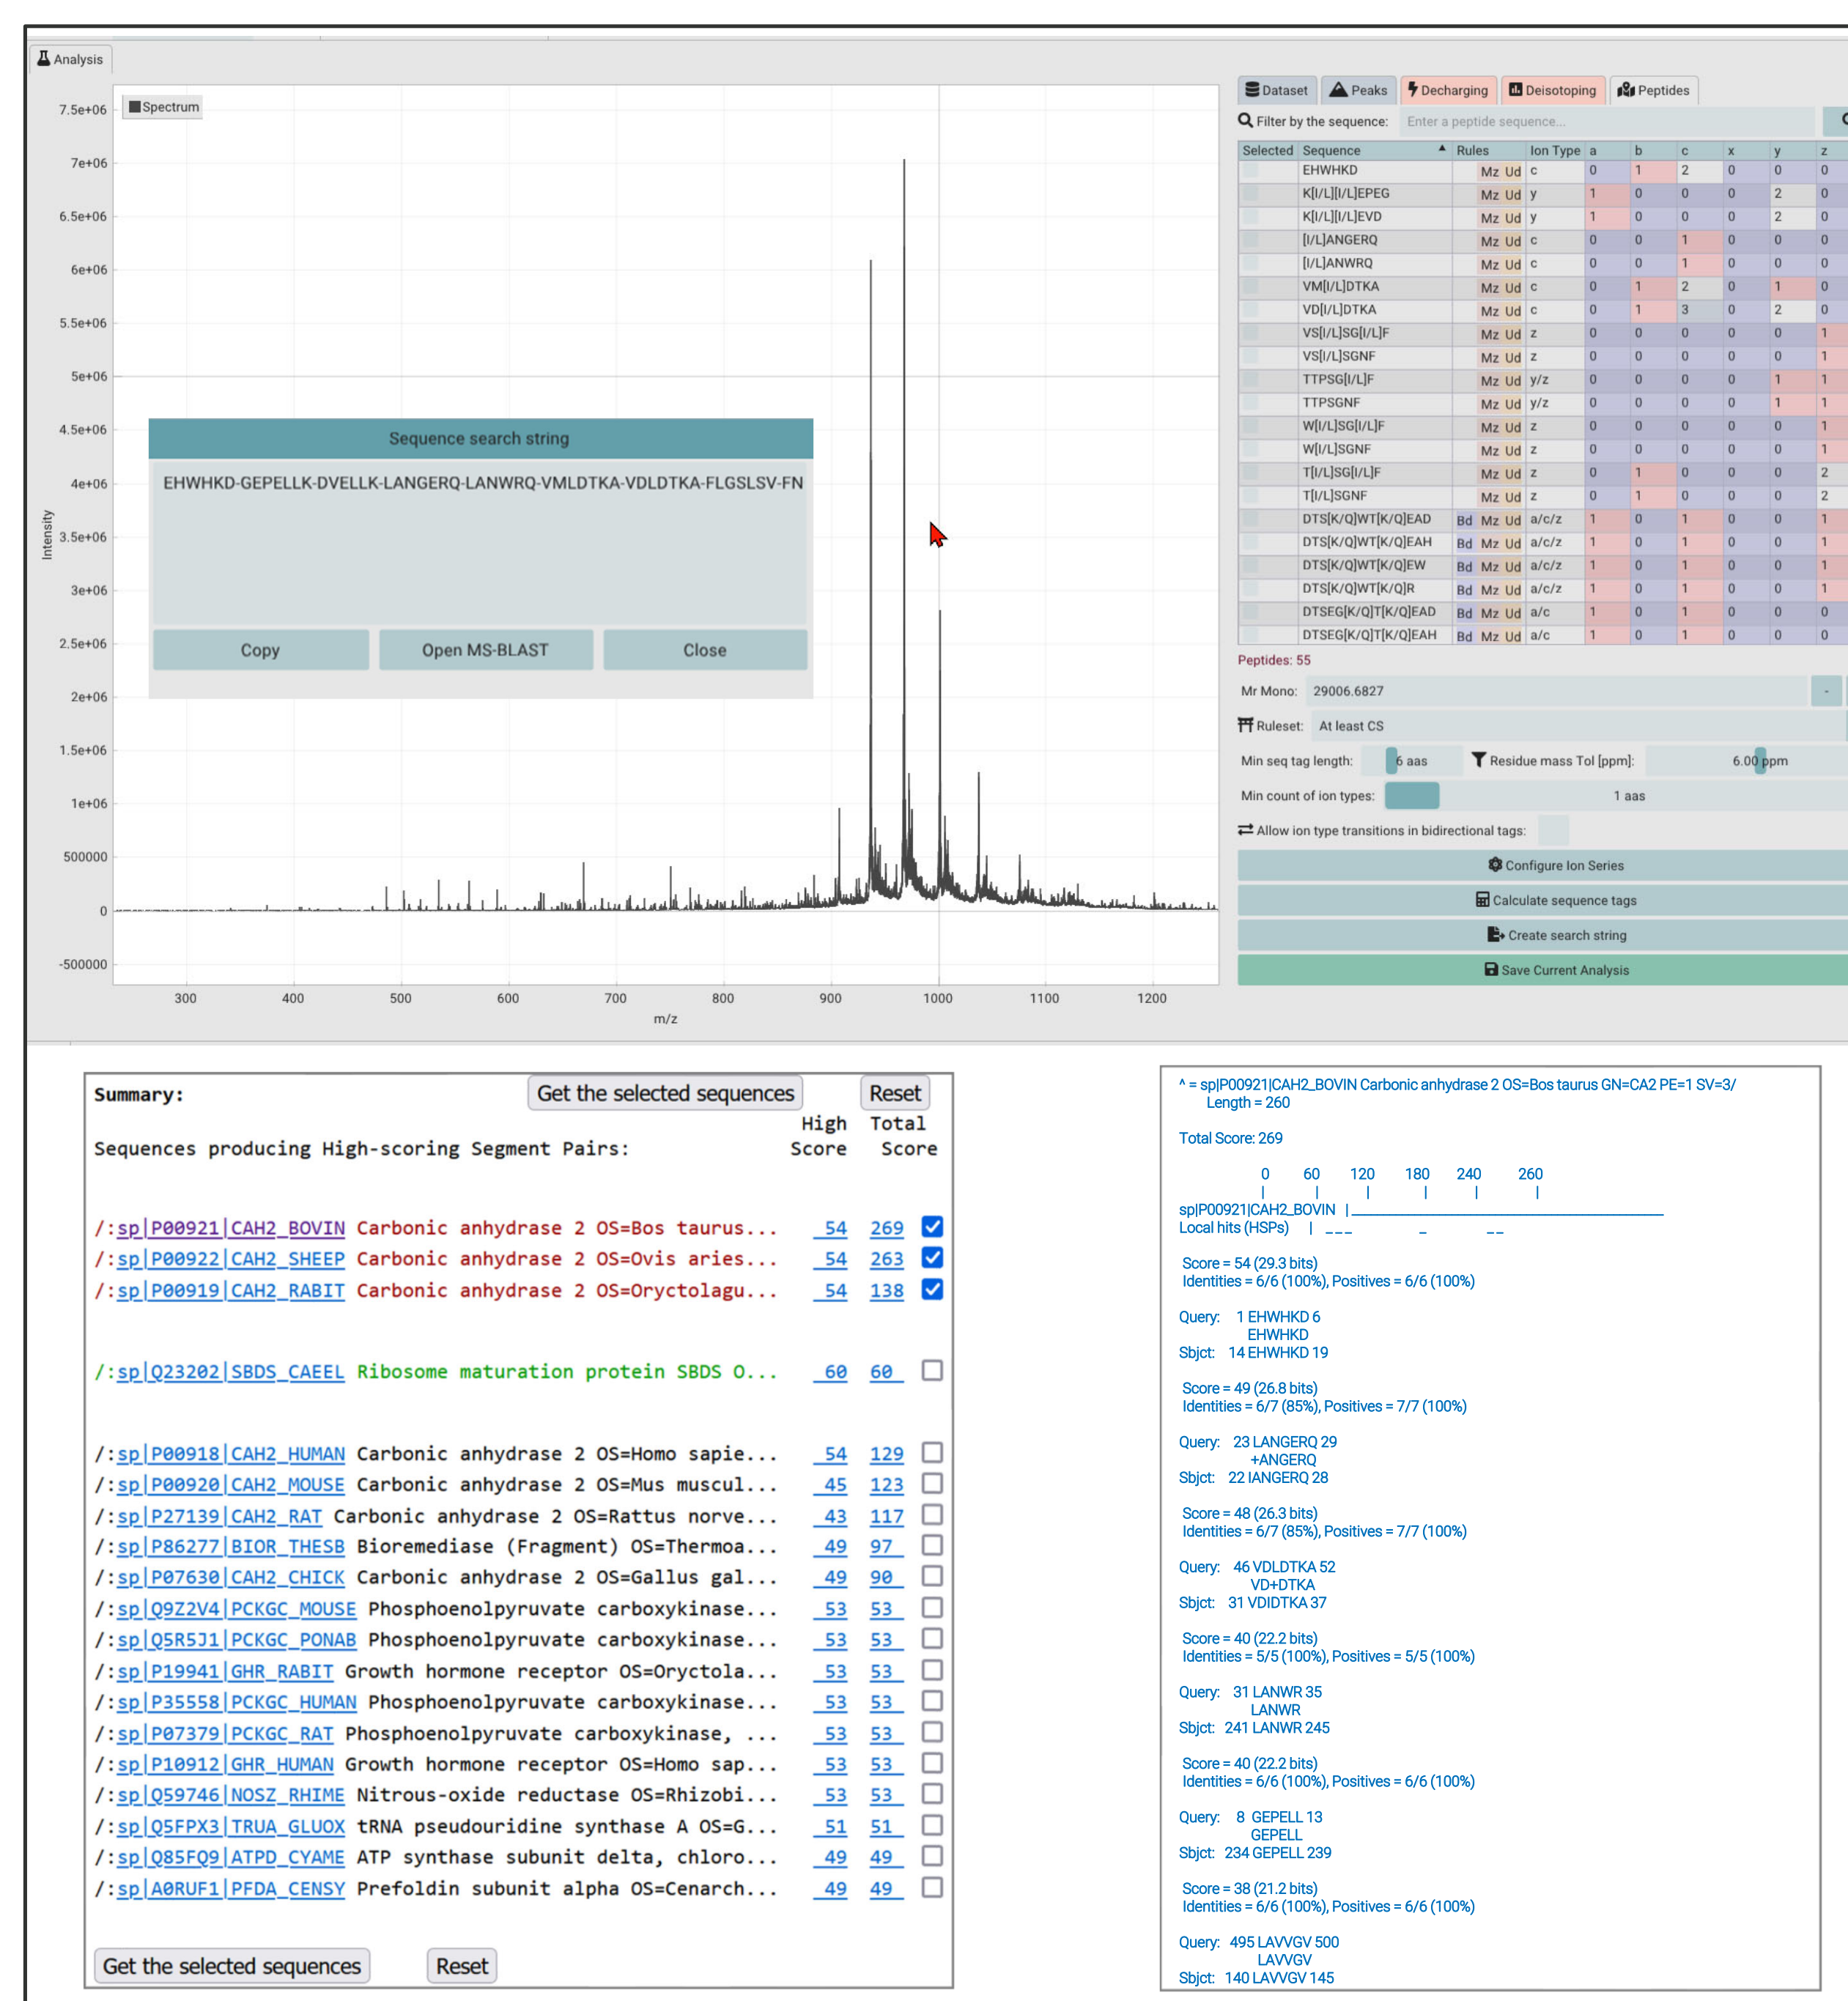 Analysis
Spectrum
7.5e+06
7e+06
6.5e+06
6e+06
5.5e+06
5e+06
4.5e+06
4e+06
3.5e+06
3e+06
2.5e+06
2e+06
1.5e+06
1e+06
500000
0
-500000
Intensity
300 400 500 600 700 800 900 1000 1100 1200
m/z
Sequence search string
EHWHKD-GEPELLK-DVELLK-LANGERQ-LANWRQ-VMLDTKA-VDLDTKA-FLGSLSV-FN
Copy Open MS-BLAST Close
Dataset Peaks Decharging Deisotoping Peptides
Filter by the sequence: Enter a peptide sequence...
Selected Sequence Rules Ion Type a b c x y z
EHWHKD Mz Ud c 0 1 2 0 0 0
K[I/L][I/L]EPEG Mz Ud y 1 0 0 0 2 0
K[I/L][I/L]EVD Mz Ud y 1 0 0 0 2 0
[I/L]ANGERQ Mz Ud c 0 0 1 0 0 0
[I/L]ANWRQ Mz Ud c 0 0 1 0 0 0
VM[I/L]DTKA Mz Ud c 0 1 2 0 1 0
VD[I/L]DTKA Mz Ud c 0 1 3 0 2 0
VS[I/L]SG[I/L]F Mz Ud z 0 0 0 0 0 1
VS[I/L]SGNF Mz Ud z 0 0 0 0 0 1
TTPSG[I/L]F Mz Ud y/z 0 0 0 0 1 1
TTPSGNF Mz Ud y/z 0 0 0 0 1 1
W[I/L]SG[I/L]F Mz Ud z 0 0 0 0 0 1
W[I/L]SGNF Mz Ud z 0 0 0 0 0 1
T[I/L]SG[I/L]F Mz Ud z 0 1 0 0 0 2
T[I/L]SGNF Mz Ud z 0 1 0 0 0 2
DTS[K/Q]WT[K/Q]EAD Bd Mz Ud a/c/z 1 0 1 0 0 1
DTS[K/Q]WT[K/Q]EAH Bd Mz Ud a/c/z 1 0 1 0 0 1
DTS[K/Q]WT[K/Q]EW Bd Mz Ud a/c/z 1 0 1 0 0 1
DTS[K/Q]WT[K/Q]R Bd Mz Ud a/c/z 1 0 1 0 0 1
DTSEG[K/Q]T[K/Q]EAD Bd Mz Ud a/c 1 0 1 0 0 0
DTSEG[K/Q]T[K/Q]EAH Bd Mz Ud a/c 1 0 1 0 0 0
Peptides: 55
Mr Mono: 29006.6827 -
Ruleset: At least CS
Min seq tag length: 6 aas Residue mass Tol [ppm]: 6.00 ppm
Min count of ion types: 1 aas
Allow ion type transitions in bidirectional tags:
Configure Ion Series
Calculate sequence tags
Create search string
Save Current Analysis
Summary: Get the selected sequences Reset
High Total
Sequences producing High-scoring Segment Pairs: Score Score
/:sp|P00921|CAH2_BOVIN Carbonic anhydrase 2 OS=Bos taurus... 54 269
/:sp|P00922|CAH2_SHEEP Carbonic anhydrase 2 OS=Ovis aries... 54 263
/:sp|P00919|CAH2_RABIT Carbonic anhydrase 2 OS=Oryctolagu... 54 138
/:sp|Q23202|SBDS_CAEEL Ribosome maturation protein SBDS O... 60 60
/:sp|P00918|CAH2_HUMAN Carbonic anhydrase 2 OS=Homo sapie... 54 129
/:sp|P00920|CAH2_MOUSE Carbonic anhydrase 2 OS=Mus muscul... 45 123
/:sp|P27139|CAH2_RAT Carbonic anhydrase 2 OS=Rattus norve... 43 117
/:sp|P86277|BIOR_THESB Bioremediase (Fragment) OS=Thermoa... 49 97
/:sp|P07630|CAH2_CHICK Carbonic anhydrase 2 OS=Gallus gal... 49 90
/:sp|Q9Z2V4|PCKGC_MOUSE Phosphoenolpyruvate carboxykinase... 53 53
/:sp|Q5R5J1|PCKGC_PONAB Phosphoenolpyruvate carboxykinase... 53 53
/:sp|P19941|GHR_RABIT Growth hormone receptor OS=Oryctola... 53 53
/:sp|P35558|PCKGC_HUMAN Phosphoenolpyruvate carboxykinase... 53 53
/:sp|P07379|PCKGC_RAT Phosphoenolpyruvate carboxykinase, ... 53 53
/:sp|P10912|GHR_HUMAN Growth hormone receptor OS=Homo sap... 53 53
/:sp|Q59746|NOSZ_RHIME Nitrous-oxide reductase OS=Rhizobi... 53 53
/:sp|Q5FPX3|TRUA_GLUOX tRNA pseudouridine synthase A OS=G... 51 51
/:sp|Q85FQ9|ATPD_CYAME ATP synthase subunit delta, chloro... 49 49
/:sp|A0RUF1|PFDA_CENSY Prefoldin subunit alpha OS=Cenarch... 49 49
Get the selected sequences Reset
^ = sp|P00921|CAH2_BOVIN Carbonic anhydrase 2 OS=Bos taurus GN=CA2 PE=1 SV=3/
Length = 260
Total Score: 269
0 60 120 180 240 260
| | | | | |
sp|P00921|CAH2_BOVIN |________________________________________
Local hits (HSPs) | _ _ _ _ _ _
Score = 54 (29.3 bits)
Identities = 6/6 (100%), Positives = 6/6 (100%)
Query: 1 EHWHKD 6
EHWHKD
Sbjct: 14 EHWHKD 19
Score = 49 (26.8 bits)
Identities = 6/7 (85%), Positives = 7/7 (100%)
Query: 23 LANGERQ 29
+ANGERQ
Sbjct: 22 IANGERQ 28
Score = 48 (26.3 bits)
Identities = 6/7 (85%), Positives = 7/7 (100%)
Query: 46 VDLDTKA 52
VD+DTKA
Sbjct: 31 VDIDTKA 37
Score = 40 (22.2 bits)
Identities = 5/5 (100%), Positives = 5/5 (100%)
Query: 31 LANWR 35
LANWR
Sbjct: 241 LANWR 245
Score = 40 (22.2 bits)
Identities = 6/6 (100%), Positives = 6/6 (100%)
Query: 8 GEPELL 13
GEPELL
Sbjct: 234 GEPELL 239
Score = 38 (21.2 bits)
Identities = 6/6 (100%), Positives = 6/6 (100%)
Query: 495 LAVVGV 500
LAVVGV
Sbjct: 140 LAVVGV 145